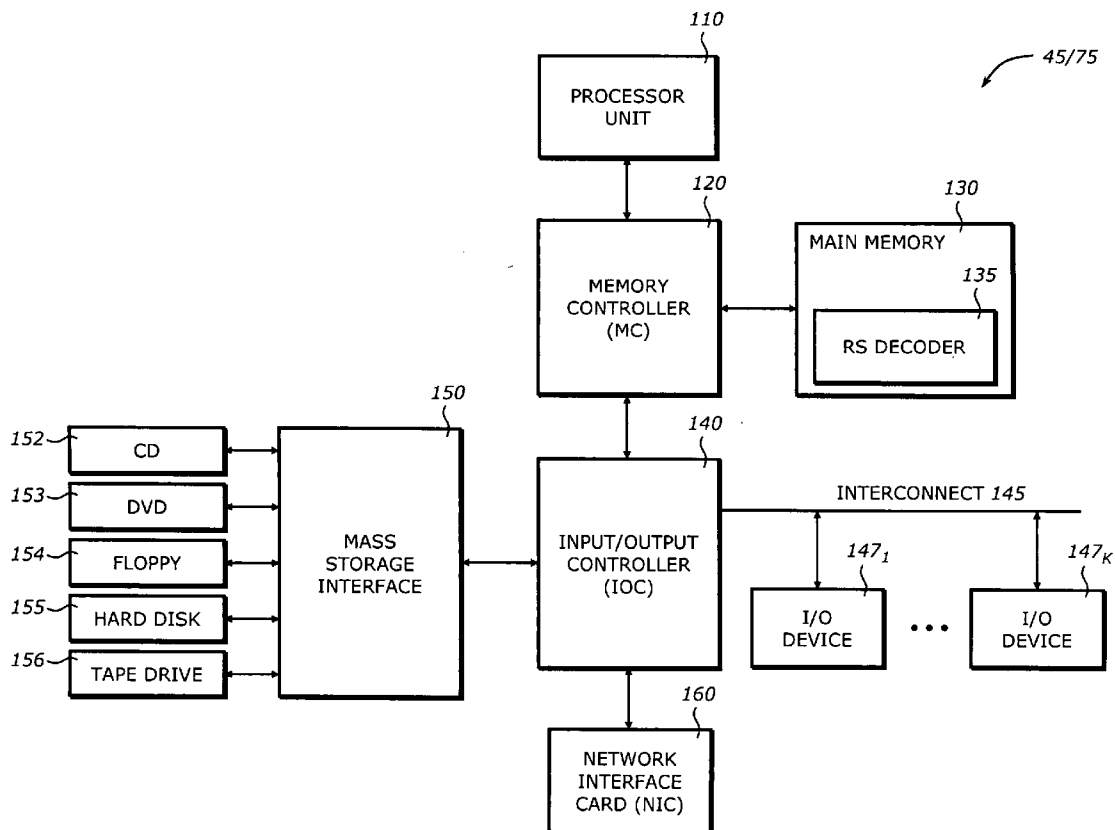 110
45/75
PROCESSOR
UNIT
120
130
MAIN MEMORY
MEMORY
CONTROLLER
(MC)
135
RS DECODER
150
140
152
CD
153
DVD
154
FLOPPY
155
HARD DISK
156
TAPE DRIVE
MASS
STORAGE
INTERFACE
INPUT/OUTPUT
CONTROLLER
(IOC)
INTERCONNECT 145
147₁
I/O
DEVICE
•••
147K
I/O
DEVICE
160
NETWORK
INTERFACE
CARD (NIC)